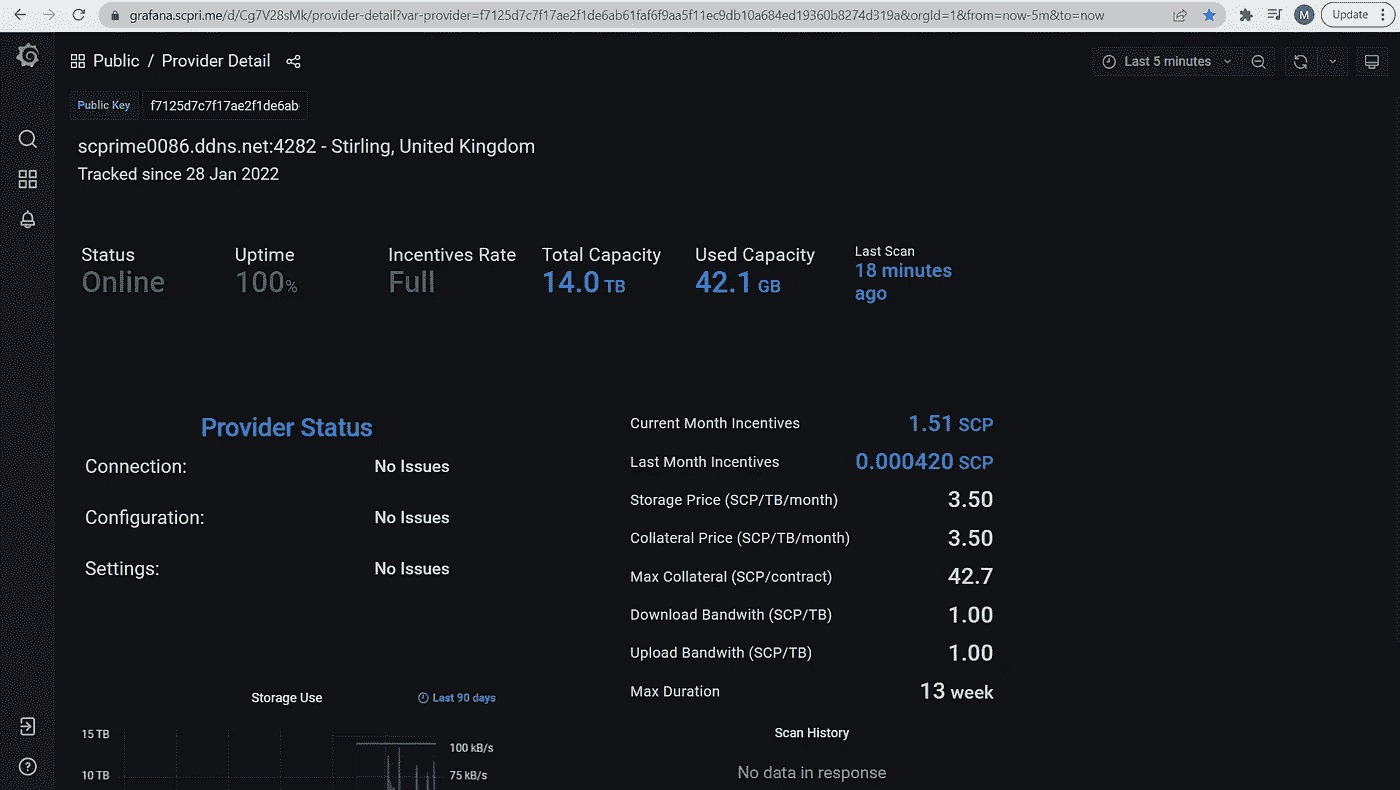 grafana.scpri.me/d/Cg7V28sMk/provider-detail?var-provider=f7125d7c7f17ae2f1de6ab61faf6f9aa5f11ec9db10a684ed19360b8274d319a&orgId=1&from=now-5m&to=now
M
Update
Public / Provider Detail
Last 5 minutes
Public Key
f7125d7c7f17ae2f1de6ab
scprime0086.ddns.net:4282 - Stirling, United Kingdom
Tracked since 28 Jan 2022
Status
Online
Uptime
100%
Incentives Rate
Full
Total Capacity
14.0 TB
Used Capacity
42.1 GB
Last Scan
18 minutes
ago
Provider Status
Connection: No Issues
Configuration: No Issues
Settings: No Issues
Current Month Incentives 1.51 SCP
Last Month Incentives 0.000420 SCP
Storage Price (SCP/TB/month) 3.50
Collateral Price (SCP/TB/month) 3.50
Max Collateral (SCP/contract) 42.7
Download Bandwith (SCP/TB) 1.00
Upload Bandwith (SCP/TB) 1.00
Max Duration 13 week
Storage Use
Last 90 days
15 TB
100 kB/s
10 TB
75 kB/s
Scan History
No data in response